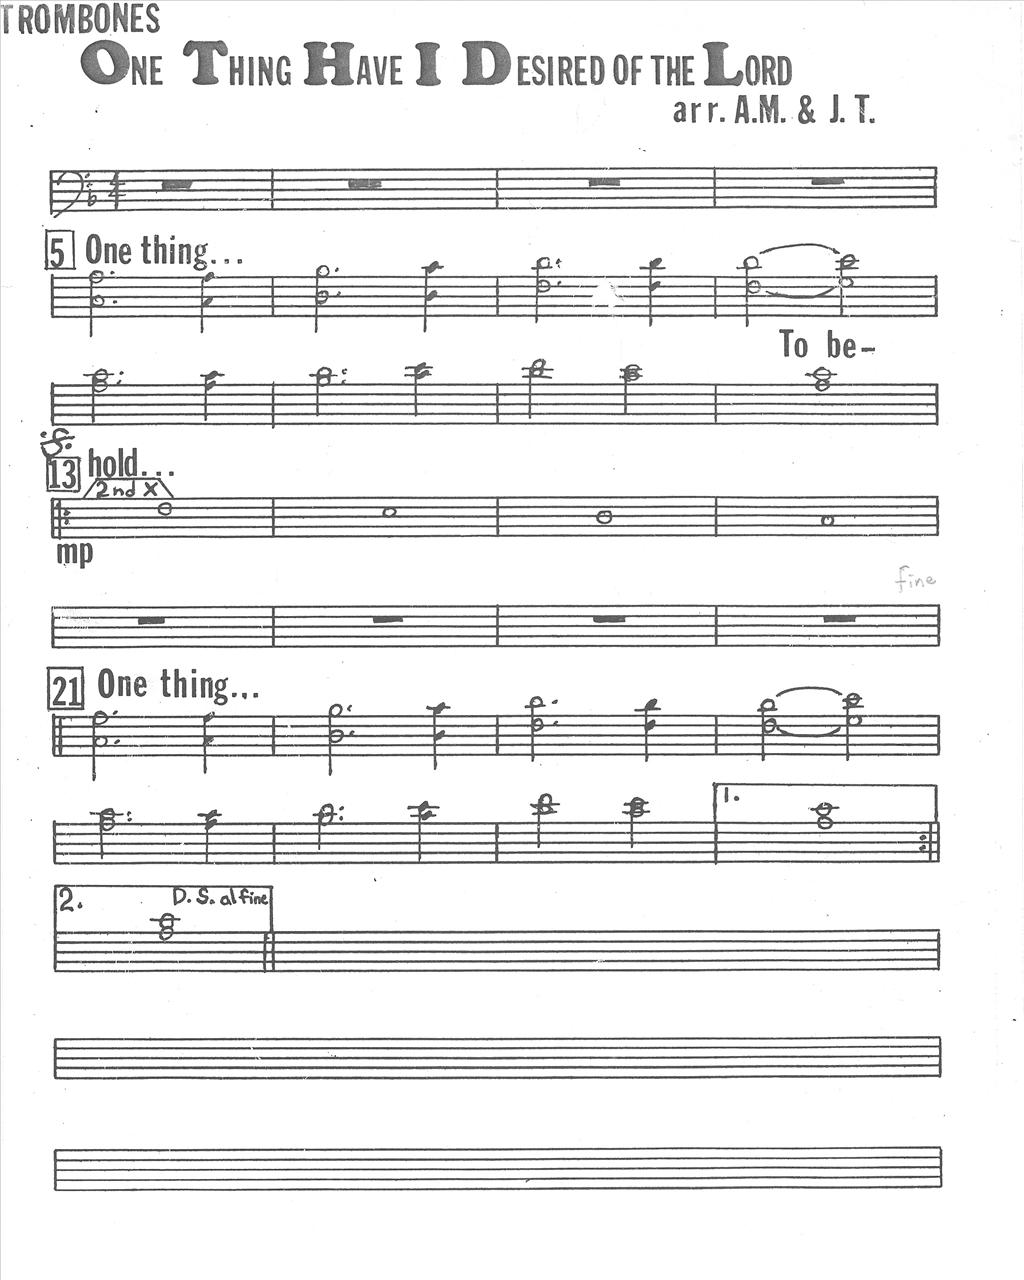 TROMBONES
ONE THING HAVE I DESIRED OF THE LORD
arr. A.M. & J. T.
5 One thing...
To be-
13 hold...
2nd X
mp
fine
21 One thing...
1.
2. D.S. al fine